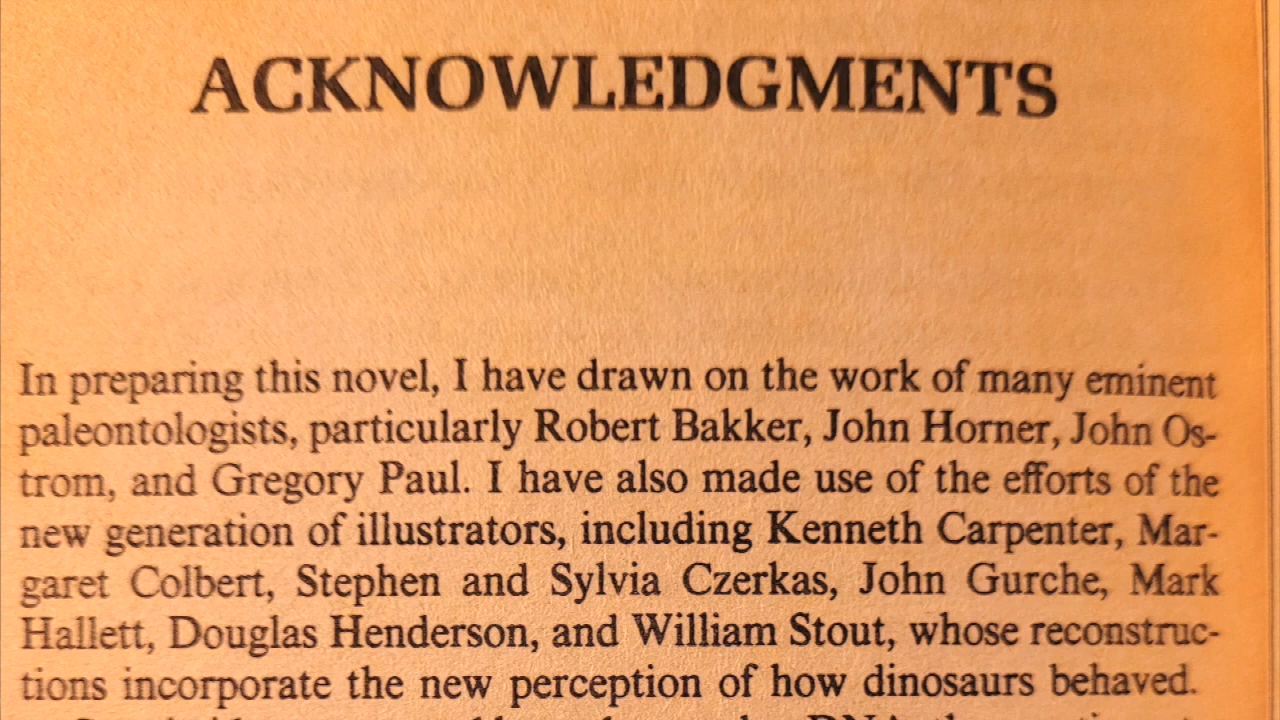 ACKNOWLEDGMENTS
In preparing this novel, I have drawn on the work of many eminent
paleontologists, particularly Robert Bakker, John Horner, John Os-
trom, and Gregory Paul. I have also made use of the efforts of the
new generation of illustrators, including Kenneth Carpenter, Mar-
garet Colbert, Stephen and Sylvia Czerkas, John Gurche, Mark
Hallett, Douglas Henderson, and William Stout, whose reconstruc-
tions incorporate the new perception of how dinosaurs behaved.